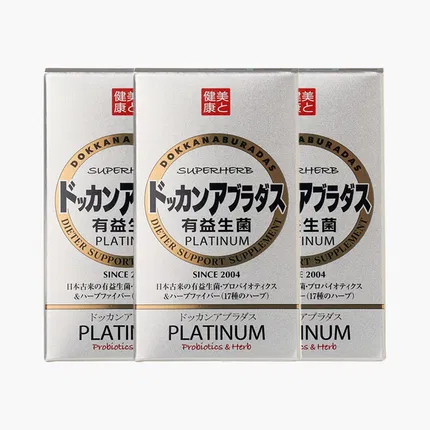 美と
健康
DOKKANABURADAS
SUPERHERB
ドッカンアブラダス
有益生菌
PLATINUM
DIETER SUPPORT SUPPLEMENT
SINCE 2004
日本古来の有益生菌・プロバイオティクス
&ハーブファイバー(17種のハーブ)
ドッカンアブラダス
PLATINUM
Probiotics & Herb